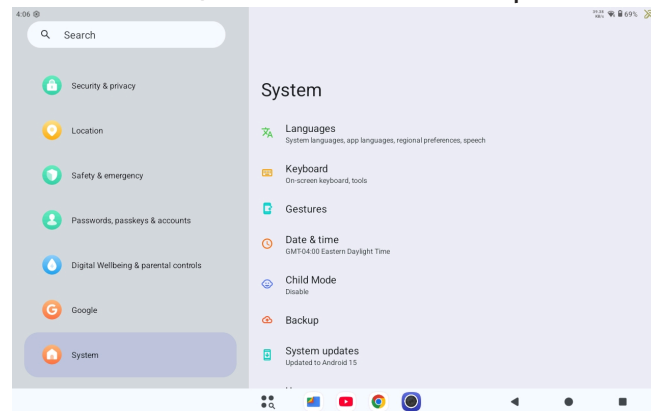 4:06
69%
Search
Security & privacy
Location
Safety & emergency
Passwords, passkeys & accounts
Digital Wellbeing & parental controls
Google
System
System
Languages
System languages, app languages, regional preferences, speech
Keyboard
On-screen keyboard, tools
Gestures
Date & time
GMT-04:00 Eastern Daylight Time
Child Mode
Disable
Backup
System updates
Updated to Android 15